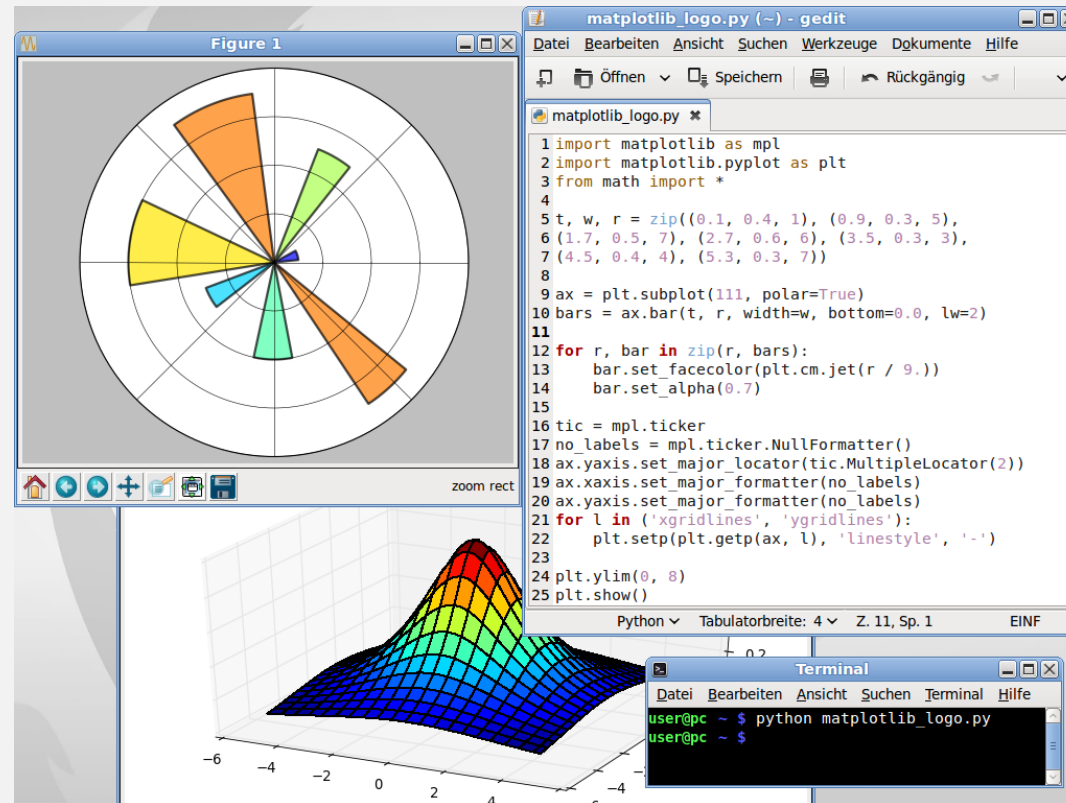 Figure 1
zoom rect
matplotlib_logo.py (~) - gedit
Datei Bearbeiten Ansicht Suchen Werkzeuge Dokumente Hilfe
Öffnen Speichern Rückgängig
matplotlib_logo.py
1 import matplotlib as mpl
2 import matplotlib.pyplot as plt
3 from math import *
4
5 t, w, r = zip((0.1, 0.4, 1), (0.9, 0.3, 5),
6 (1.7, 0.5, 7), (2.7, 0.6, 6), (3.5, 0.3, 3),
7 (4.5, 0.4, 4), (5.3, 0.3, 7))
8
9 ax = plt.subplot(111, polar=True)
10 bars = ax.bar(t, r, width=w, bottom=0.0, lw=2)
11
12 for r, bar in zip(r, bars):
13     bar.set_facecolor(plt.cm.jet(r / 9.))
14     bar.set_alpha(0.7)
15
16 tic = mpl.ticker
17 no_labels = mpl.ticker.NullFormatter()
18 ax.yaxis.set_major_locator(tic.MultipleLocator(2))
19 ax.xaxis.set_major_formatter(no_labels)
20 ax.yaxis.set_major_formatter(no_labels)
21 for l in ('xgridlines', 'ygridlines'):
22     plt.setp(plt.getp(ax, l), 'linestyle', '-')
23
24 plt.ylim(0, 8)
25 plt.show()
Python Tabulatorbreite: 4 Z. 11, Sp. 1 EINF
0.2
Terminal
Datei Bearbeiten Ansicht Suchen Terminal Hilfe
user@pc ~ $ python matplotlib_logo.py
user@pc ~ $
−6 −4 −2 0 2 4
−4